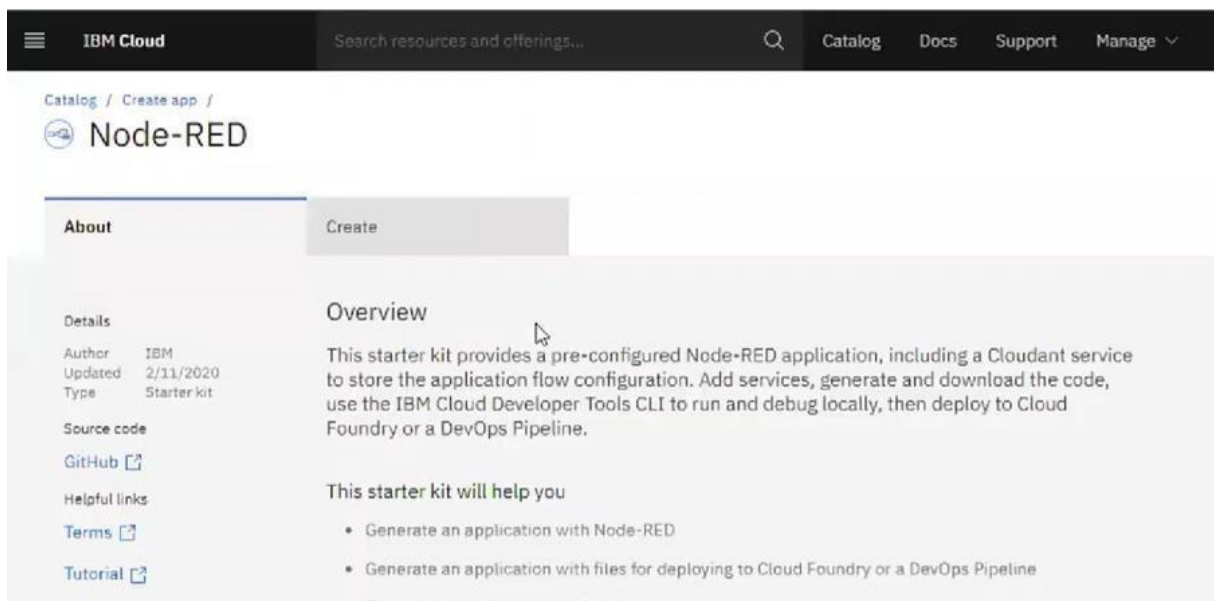 IBM Cloud
Search resources and offerings...
Catalog
Docs
Support
Manage
Catalog / Create app /
Node-RED
About
Create
Details
Author IBM
Updated 2/11/2020
Type Starter kit
Source code
GitHub
Helpful links
Terms
Tutorial
Overview
This starter kit provides a pre-configured Node-RED application, including a Cloudant service
to store the application flow configuration. Add services, generate and download the code,
use the IBM Cloud Developer Tools CLI to run and debug locally, then deploy to Cloud
Foundry or a DevOps Pipeline.
This starter kit will help you
• Generate an application with Node-RED
• Generate an application with files for deploying to Cloud Foundry or a DevOps Pipeline